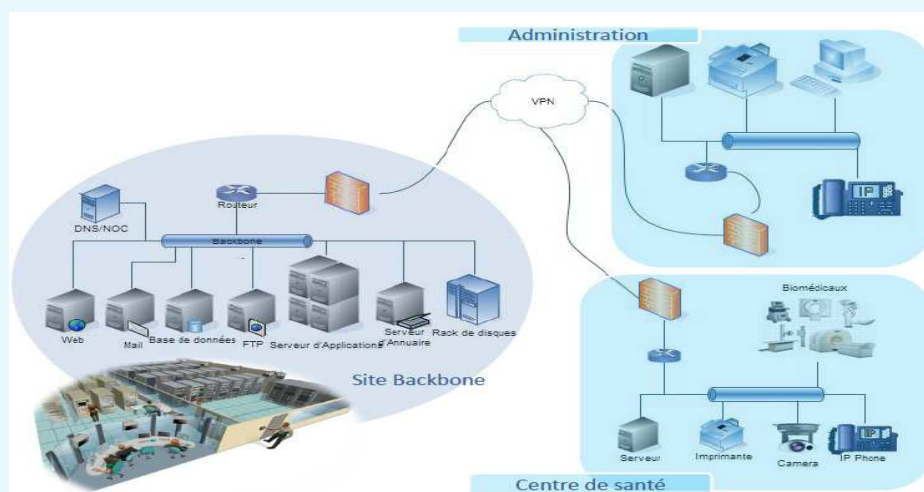 Administration
VPN
IP
Routeur
DNS/NOC
Backbone
Web
Mail
Base de données
FTP
Serveur d'Applications
Serveur
d'Annuaire
Rack de disques
Site Backbone
Biomédicaux
Serveur
Imprimante
Camera
IP Phone
IP
Centre de santé